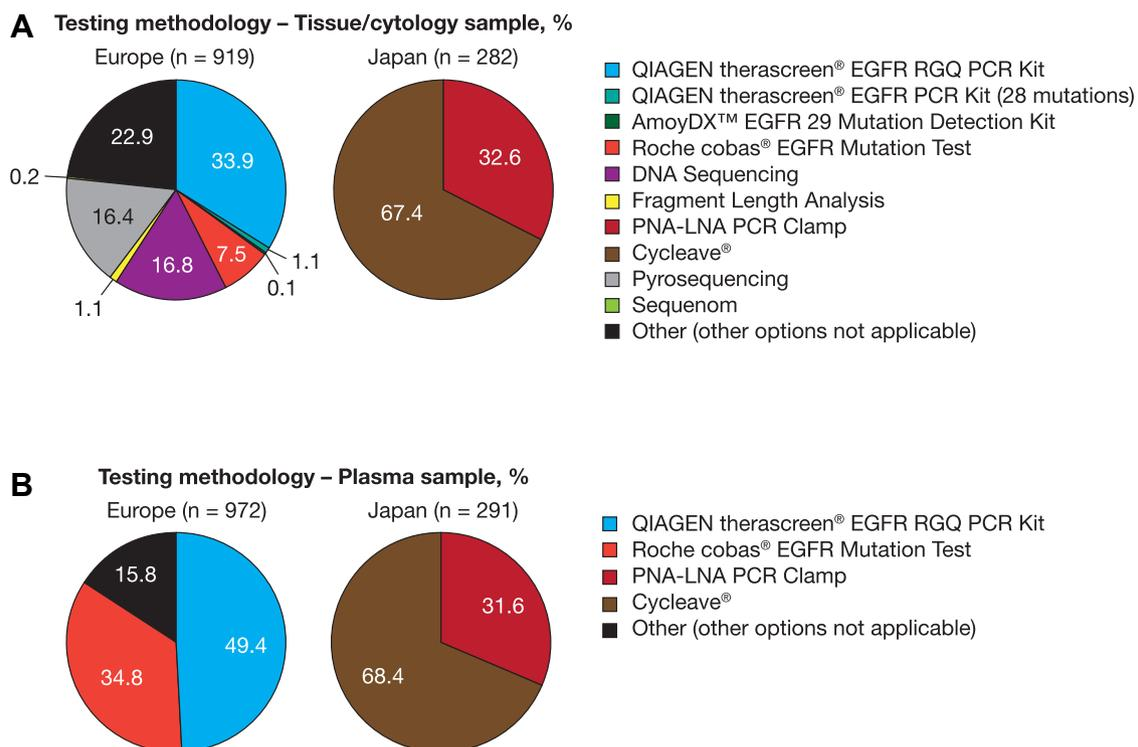 A Testing methodology – Tissue/cytology sample, %
Europe (n = 919) Japan (n = 282)
22.9
33.9
0.2
16.4
7.5
16.8
1.1
0.1
1.1
32.6
67.4
QIAGEN therascreen® EGFR RGQ PCR Kit
QIAGEN therascreen® EGFR PCR Kit (28 mutations)
AmoyDX™ EGFR 29 Mutation Detection Kit
Roche cobas® EGFR Mutation Test
DNA Sequencing
Fragment Length Analysis
PNA-LNA PCR Clamp
Cycleave®
Pyrosequencing
Sequenom
Other (other options not applicable)
B Testing methodology – Plasma sample, %
Europe (n = 972) Japan (n = 291)
15.8
49.4
34.8
31.6
68.4
QIAGEN therascreen® EGFR RGQ PCR Kit
Roche cobas® EGFR Mutation Test
PNA-LNA PCR Clamp
Cycleave®
Other (other options not applicable)